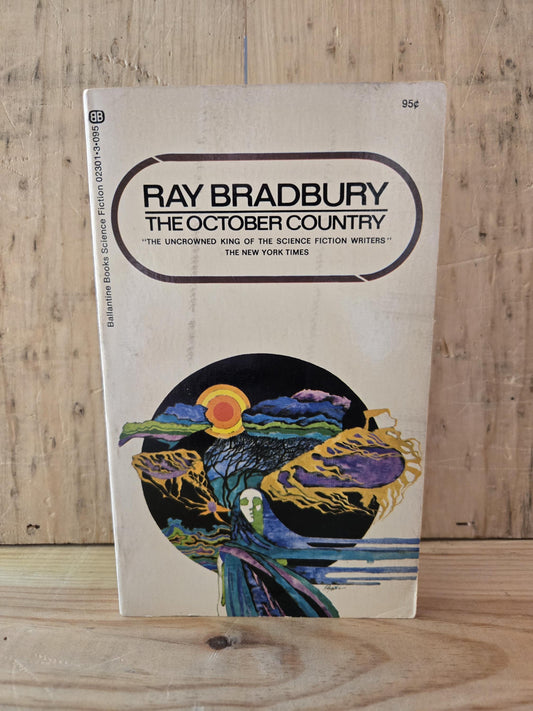 95¢
BB
Ballantine Books Science Fiction 02301-3-095
RAY BRADBURY
THE OCTOBER COUNTRY
"THE UNCROWNED KING OF THE SCIENCE FICTION WRITERS"
THE NEW YORK TIMES